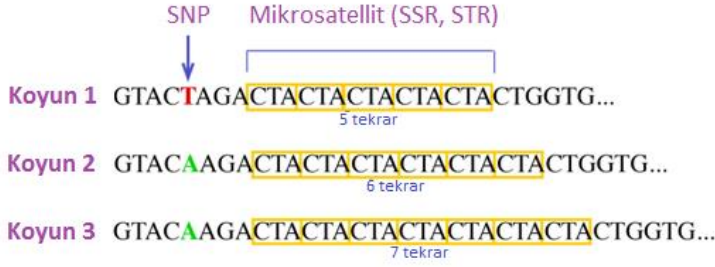 SNP Mikrosatellit (SSR, STR)
Koyun 1 GTACTAGACTACTACTACTACTACTGGTG...
5 tekrar
Koyun 2 GTACAAGACTACTACTACTACTACTACTGGTG...
6 tekrar
Koyun 3 GTACAAGACTACTACTACTACTACTACTACTGGTG...
7 tekrar